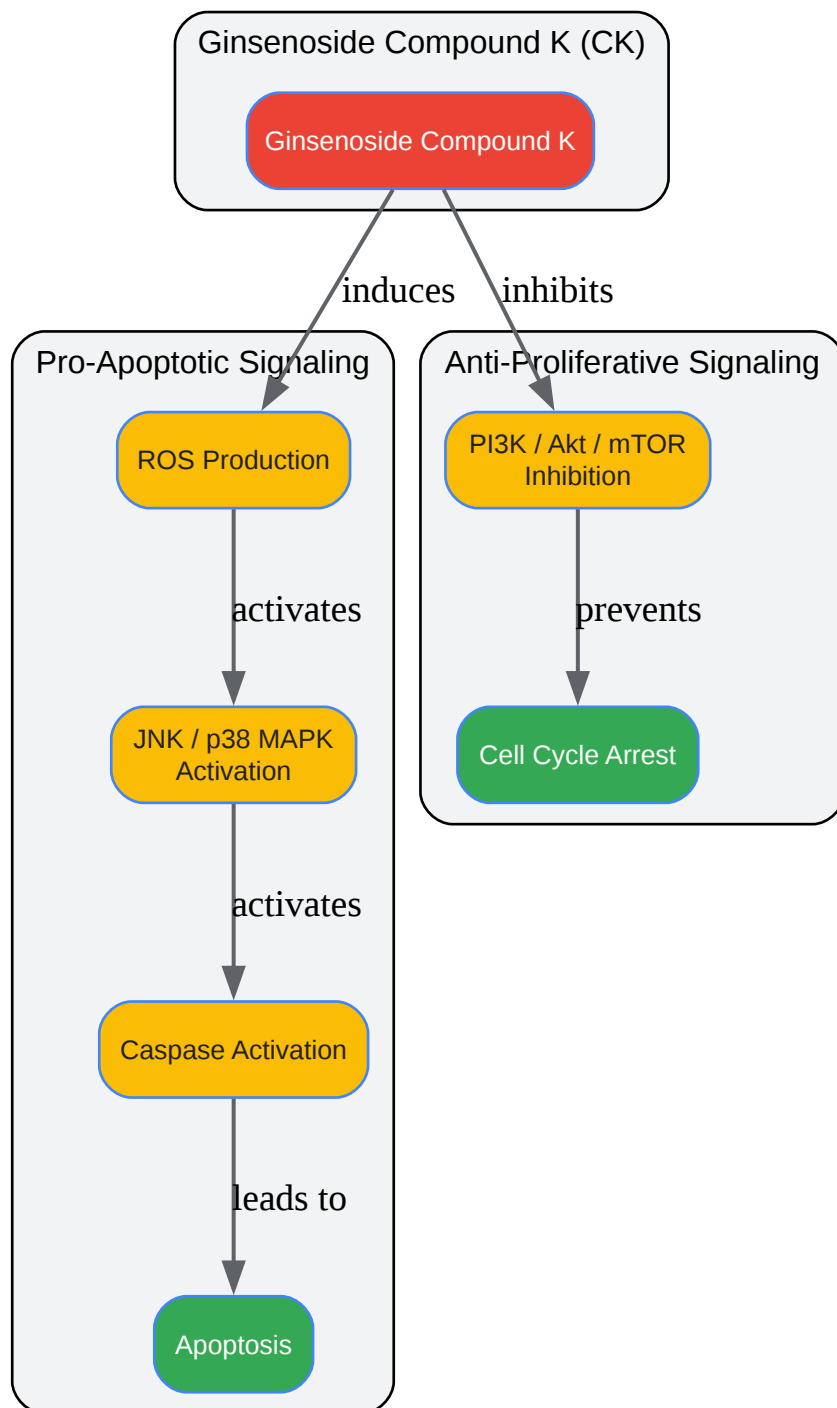 Ginsenoside Compound K (CK)
Ginsenoside Compound K
induces
inhibits
Pro-Apoptotic Signaling
ROS Production
activates
JNK / p38 MAPK
Activation
activates
Caspase Activation
leads to
Apoptosis
Anti-Proliferative Signaling
PI3K / Akt / mTOR
Inhibition
prevents
Cell Cycle Arrest